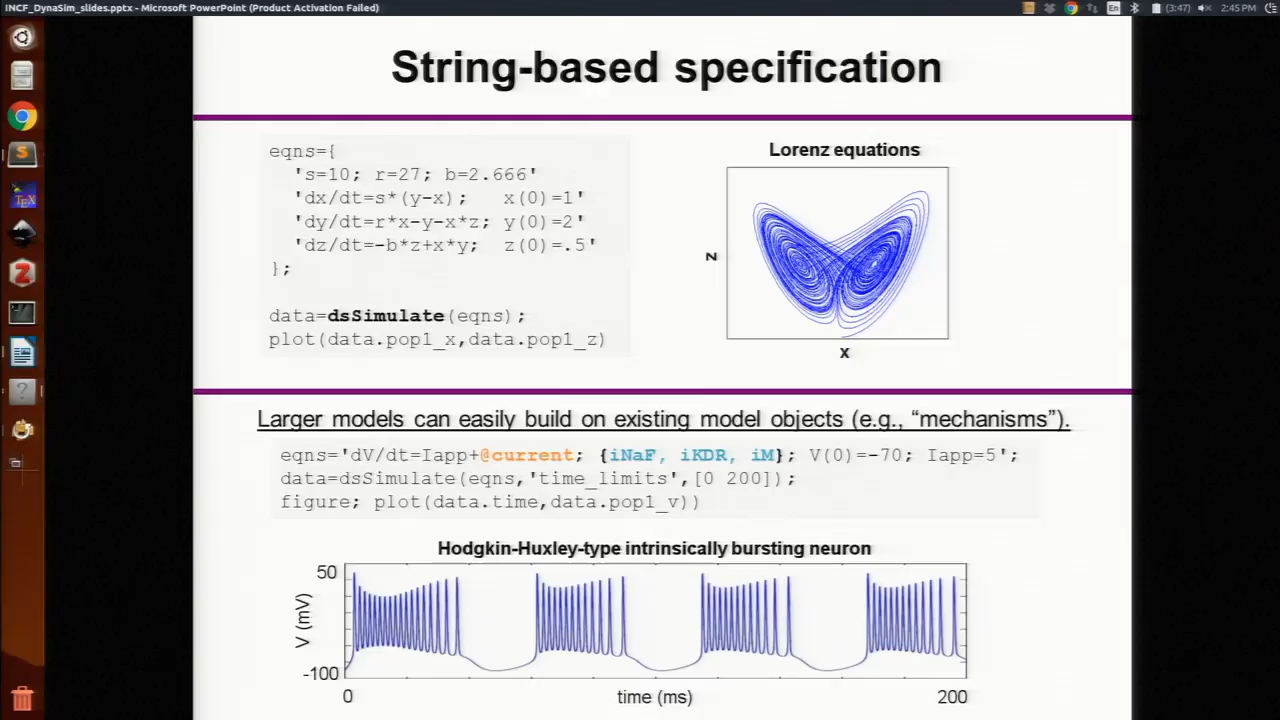 INCF_DynaSim_slides.pptx - Microsoft PowerPoint (Product Activation Failed)
En
(3:47)
2:45 PM
String-based specification
eqns={
's=10; r=27; b=2.666'
'dx/dt=s*(y-x); x(0)=1'
'dy/dt=r*x-y-x*z; y(0)=2'
'dz/dt=-b*z+x*y; z(0)=.5'
};
data=dsSimulate(eqns);
plot(data.pop1_x,data.pop1_z)
Lorenz equations
z
x
Larger models can easily build on existing model objects (e.g., “mechanisms”).
eqns='dV/dt=Iapp+@current; {iNaF, iKDR, iM}; V(0)=-70; Iapp=5';
data=dsSimulate(eqns,'time_limits',[0 200]);
figure; plot(data.time,data.pop1_v))
Hodgkin-Huxley-type intrinsically bursting neuron
50
V (mV)
-100
0
time (ms)
200